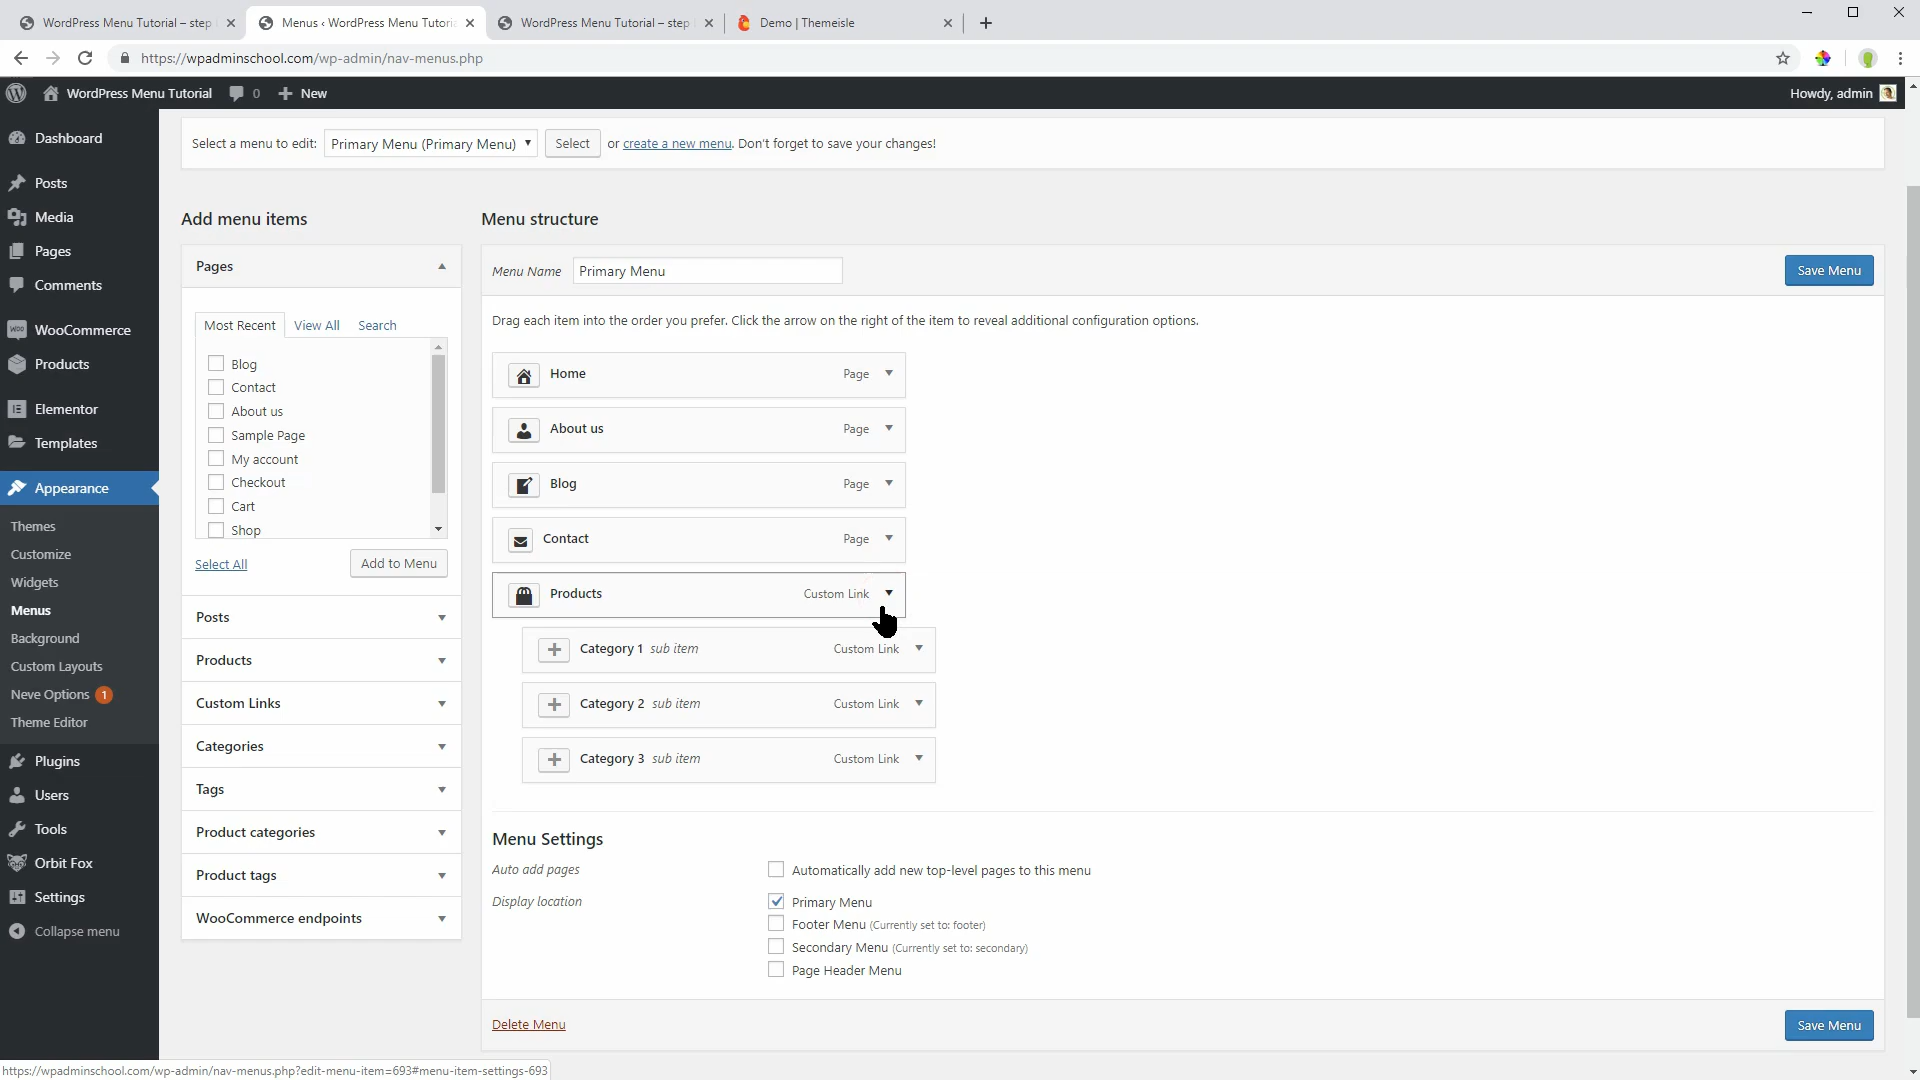 WordPress Menu Tutorial – step
Menus ‹ WordPress Menu Tutoria
WordPress Menu Tutorial – step
Demo | Themeisle
https://wpadminschool.com/wp-admin/nav-menus.php
WordPress Menu Tutorial
0
New
Howdy, admin
Dashboard
Posts
Media
Pages
Comments
WooCommerce
Products
Elementor
Templates
Appearance
Themes
Customize
Widgets
Menus
Background
Custom Layouts
Neve Options 1
Theme Editor
Plugins
Users
Tools
Orbit Fox
Settings
Collapse menu
Select a menu to edit: Primary Menu (Primary Menu) Select or create a new menu. Don't forget to save your changes!
Add menu items
Pages
Most Recent View All Search
Blog
Contact
About us
Sample Page
My account
Checkout
Cart
Shop
Select All Add to Menu
Posts
Products
Custom Links
Categories
Tags
Product categories
Product tags
WooCommerce endpoints
Menu structure
Menu Name Primary Menu Save Menu
Drag each item into the order you prefer. Click the arrow on the right of the item to reveal additional configuration options.
Home Page
About us Page
Blog Page
Contact Page
Products Custom Link
Category 1 sub item Custom Link
Category 2 sub item Custom Link
Category 3 sub item Custom Link
Menu Settings
Auto add pages Automatically add new top-level pages to this menu
Display location Primary Menu
Footer Menu (Currently set to: footer)
Secondary Menu (Currently set to: secondary)
Page Header Menu
Delete Menu Save Menu
https://wpadminschool.com/wp-admin/nav-menus.php?edit-menu-item=693#menu-item-settings-693